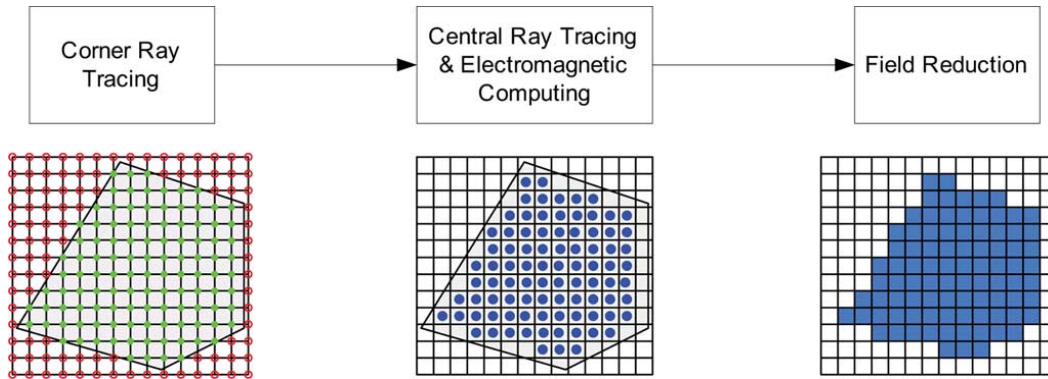 Corner Ray
Tracing
Central Ray Tracing
& Electromagnetic
Computing
Field Reduction